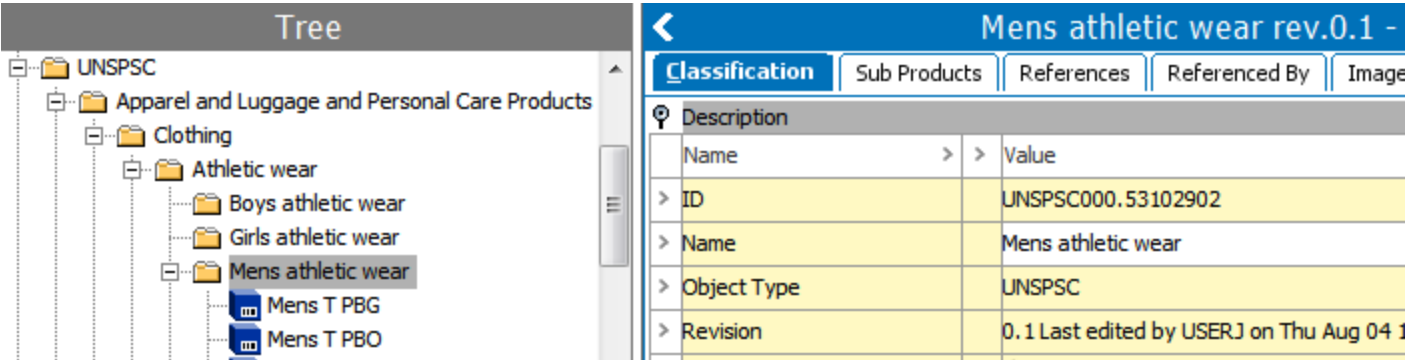 Tree
UNSPSC
Apparel and Luggage and Personal Care Products
Clothing
Athletic wear
Boys athletic wear
Girls athletic wear
Mens athletic wear
Mens T PBG
Mens T PBO
Mens athletic wear rev.0.1 -
Classification Sub Products References Referenced By Image
Description
Name > > Value
> ID UNSPSC000.53102902
> Name Mens athletic wear
> Object Type UNSPSC
> Revision 0.1 Last edited by USERJ on Thu Aug 04 1